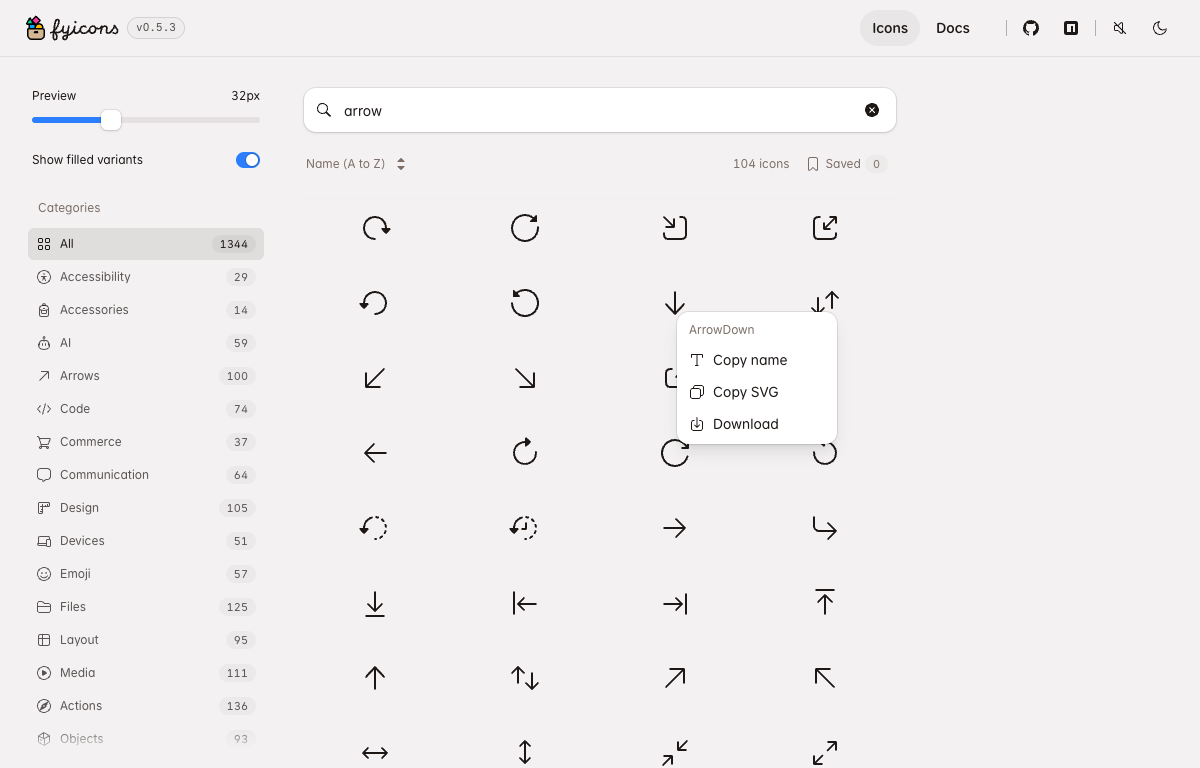 fyicons v0.5.3 Icons Docs
Preview 32px
arrow
Show filled variants
Name (A to Z) 104 icons Saved 0
Categories
All 1344
Accessibility 29
Accessories 14
AI 59
Arrows 100
Code 74
Commerce 37
Communication 64
Design 105
Devices 51
Emoji 57
Files 125
Layout 95
Media 111
Actions 136
Objects 93
ArrowDown
Copy name
Copy SVG
Download